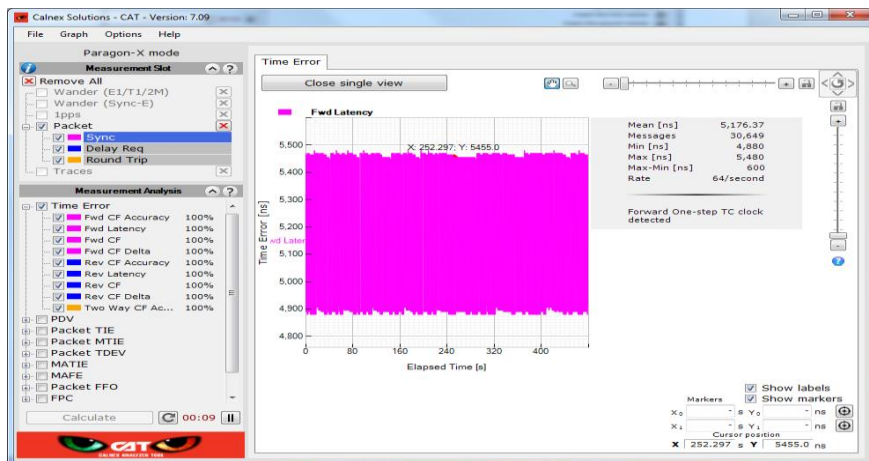 Calnex Solutions - CAT - Version: 7.09
File Graph Options Help
Paragon-X mode
Measurement Slot ?
Remove All
Wander (E1/T1/2M)
Wander (Sync-E)
1pps
Packet
Sync
Delay Req
Round Trip
Traces
Measurement Analysis ?
Time Error
Fwd CF Accuracy 100%
Fwd Latency 100%
Fwd CF 100%
Fwd CF Delta 100%
Rev CF Accuracy 100%
Rev Latency 100%
Rev CF 100%
Rev CF Delta 100%
Two Way CF Ac... 100%
PDV
Packet TIE
Packet MTIE
Packet TDEV
MATIE
MAFE
Packet FFO
FPC
Calculate 00:09
CAT
CALNEX ANALYSIS TOOL
Time Error
Close single view
Fwd Latency
X: 252.297; Y: 5455.0
5,500
5,400
5,300
5,200
5,100
5,000
4,900
4,800
Time Error [ns]
wd Later
0 80 160 240 320 400
Elapsed Time [s]
Mean [ns] 5,176.37
Messages 30,649
Min [ns] 4,880
Max [ns] 5,480
Max-Min [ns] 600
Rate 64/second
Forward One-step TC clock
detected
Show labels
Markers Show markers
X₀ - s Y₀ - ns
X₁ - s Y₁ - ns
Cursor position
X 252.297 s Y 5455.0 ns